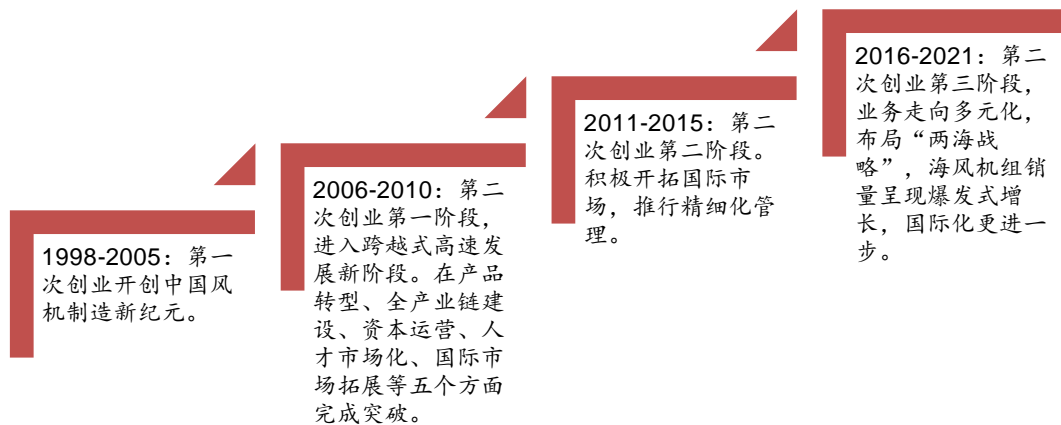 1998-2005：第一
次创业开创中国风
机制造新纪元。
2006-2010：第二
次创业第一阶段，
进入跨越式高速发
展新阶段。在产品
转型、全产业链建
设、资本运营、人
才市场化、国际市
场拓展等五个方面
完成突破。
2011-2015：第二
次创业第二阶段。
积极开拓国际市
场，推行精细化管
理。
2016-2021：第二
次创业第三阶段，
业务走向多元化，
布局“两海战
略”，海风机组销
量呈现爆发式增
长，国际化更进一
步。